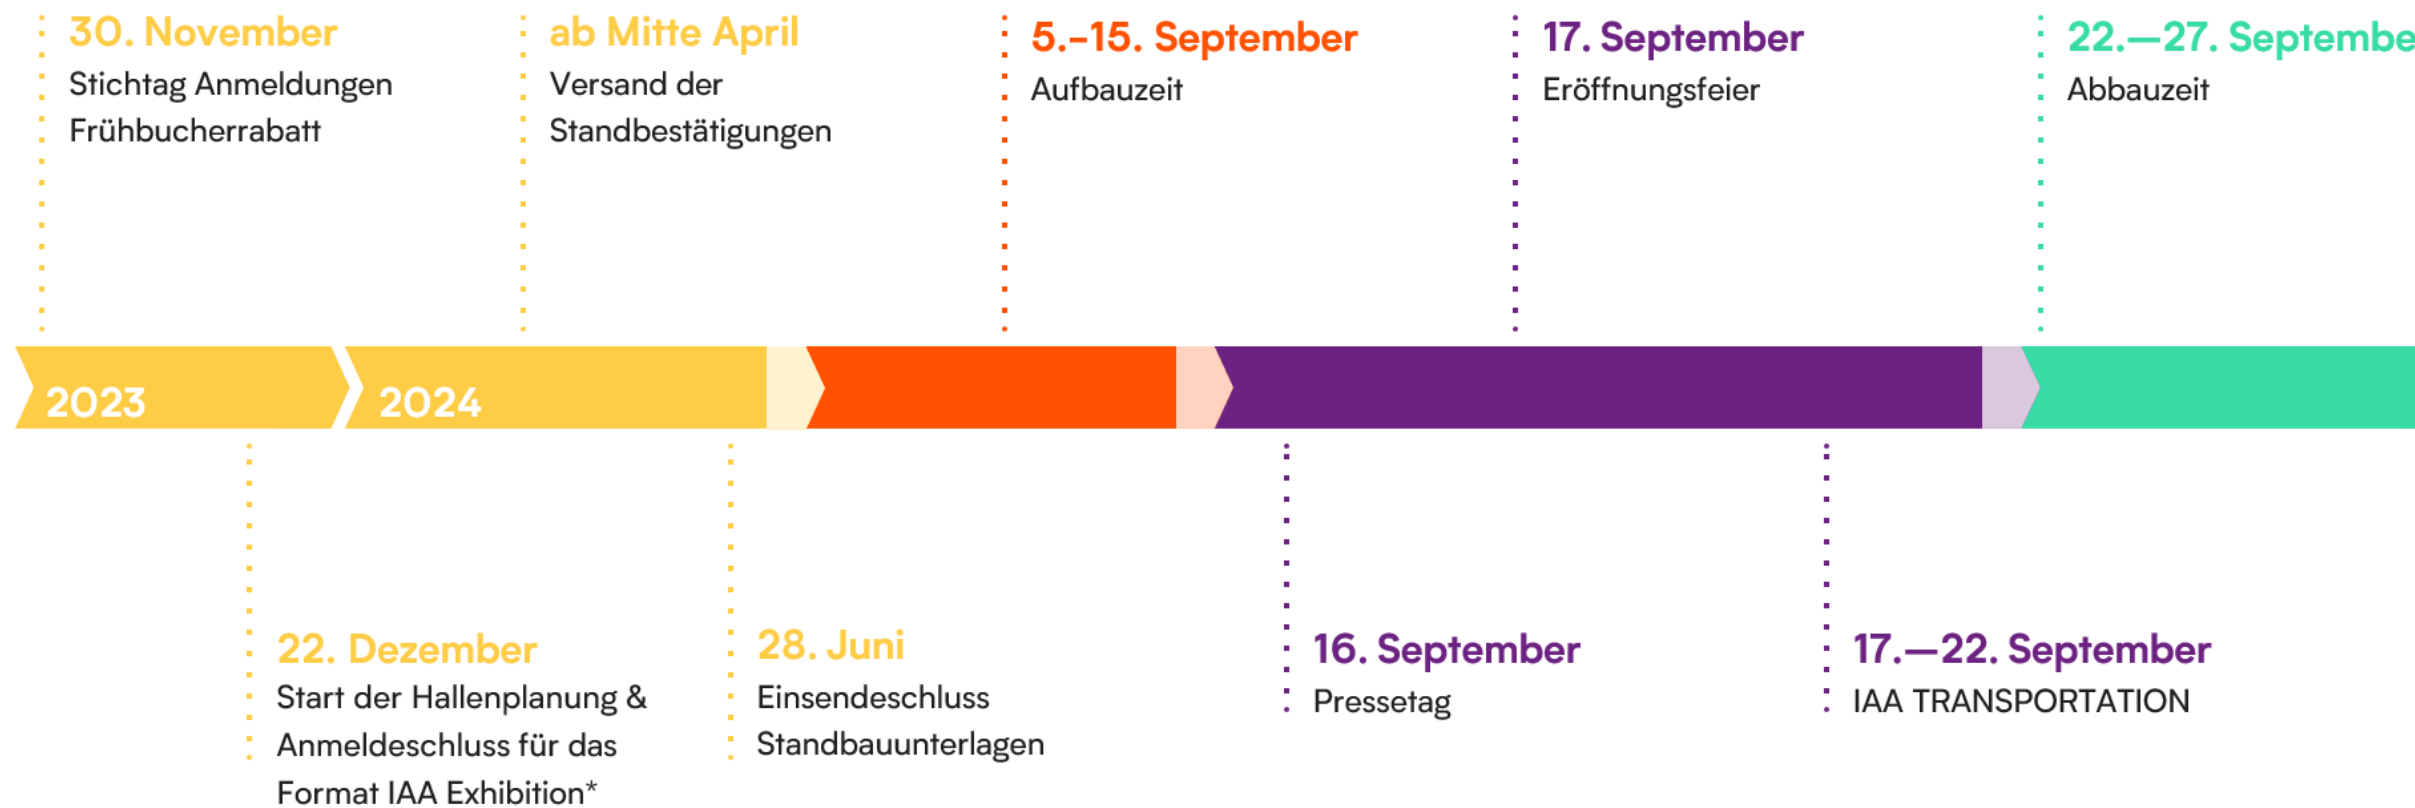 30. November
Stichtag Anmeldungen
Frühbucherrabatt
ab Mitte April
Versand der
Standbestätigungen
5.-15. September
Aufbauzeit
17. September
Eröffnungsfeier
22.—27. Septembe
Abbauzeit
2023
2024
22. Dezember
Start der Hallenplanung &
Anmeldeschluss für das
Format IAA Exhibition*
28. Juni
Einsendeschluss
Standbauunterlagen
16. September
Pressetag
17.—22. September
IAA TRANSPORTATION